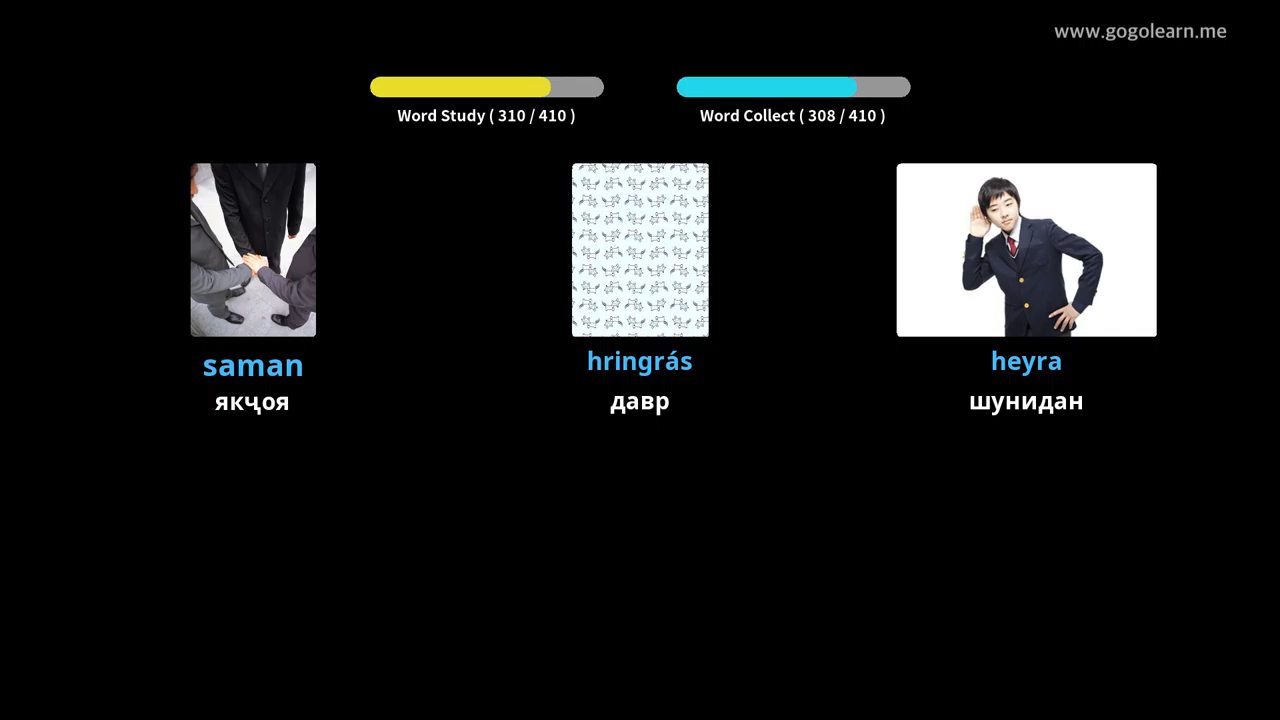 www.gogolearn.me
Word Study ( 310 / 410 )
Word Collect ( 308 / 410 )
saman
якҷоя
hringrás
давр
heyra
шунидан